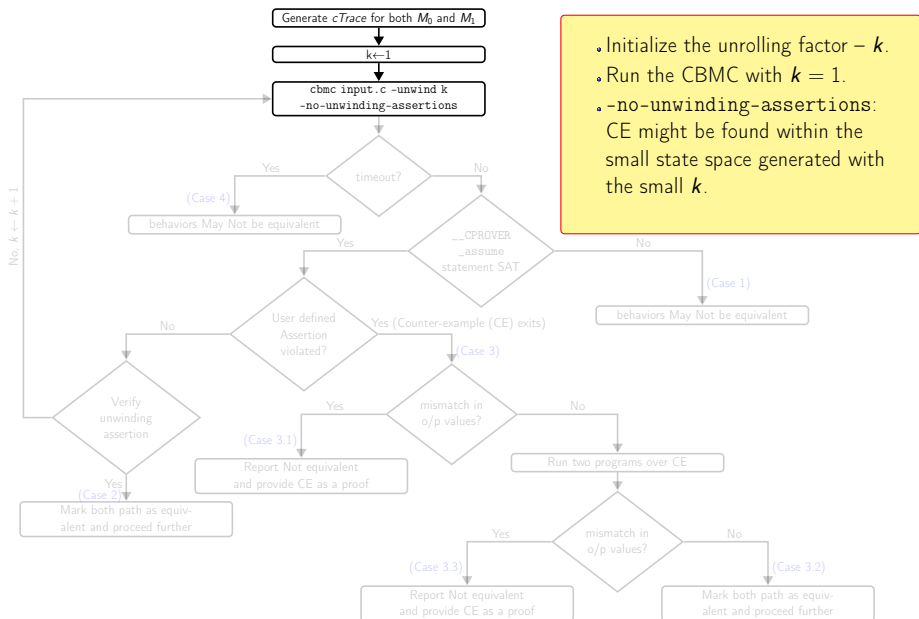 Generate cTrace for both M0 and M1
k←1
cbmc input.c -unwind k
-no-unwinding-assertions
• Initialize the unrolling factor – k.
• Run the CBMC with k = 1.
• -no-unwinding-assertions:
CE might be found within the
small state space generated with
the small k.
timeout?
Yes
No
(Case 4)
behaviors May Not be equivalent
__CPROVER
_assume
statement SAT
Yes
No
(Case 1)
behaviors May Not be equivalent
No, k ← k + 1
User defined
Assertion
violated?
No
Yes (Counter-example (CE) exits)
(Case 3)
Verify
unwinding
assertion
Yes
(Case 2)
Mark both path as equiv-
alent and proceed further
mismatch in
o/p values?
Yes
No
(Case 3.1)
Report Not equivalent
and provide CE as a proof
Run two programs over CE
mismatch in
o/p values?
Yes
No
(Case 3.3)
(Case 3.2)
Report Not equivalent
and provide CE as a proof
Mark both path as equiv-
alent and proceed further